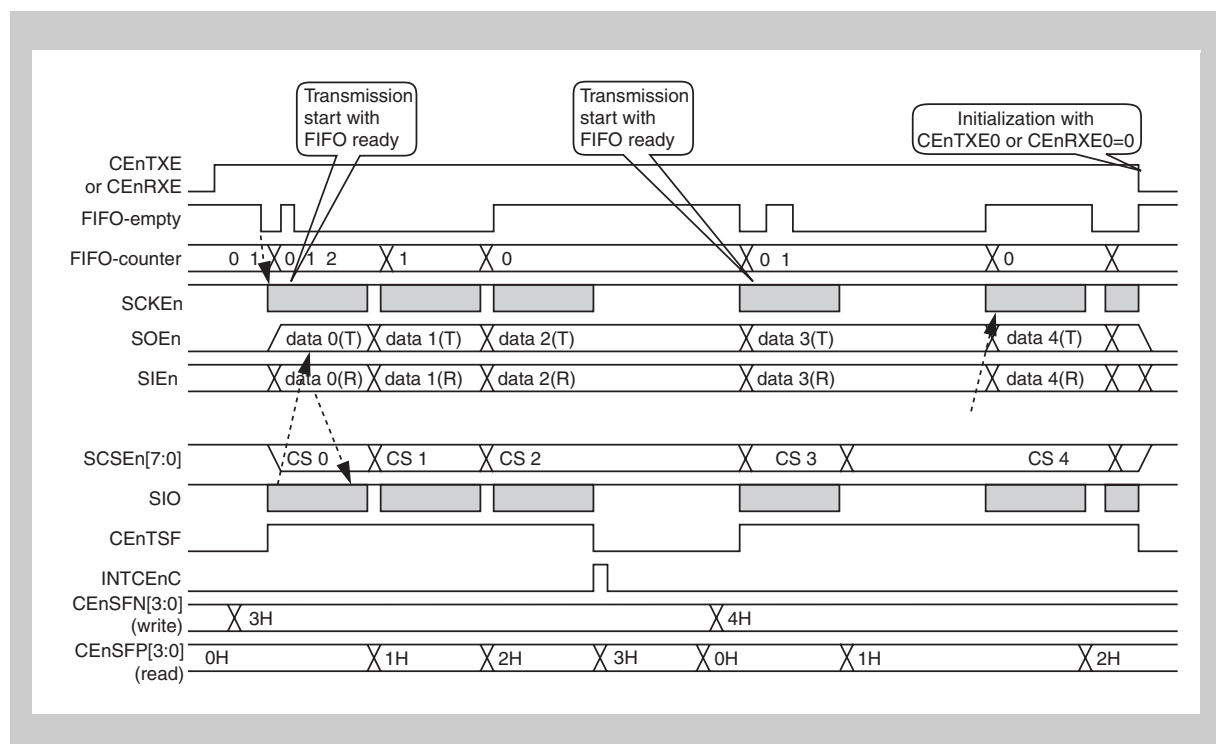 Transmission
start with
FIFO ready
Transmission
start with
FIFO ready
Initialization with
CEnTXE0 or CEnRXE0=0
CEnTXE
or CEnRXE
FIFO-empty
FIFO-counter 0 1 0 1 2 1 0 0 1 0
SCKEn
SOEn data 0(T) data 1(T) data 2(T) data 3(T) data 4(T)
SIEn data 0(R) data 1(R) data 2(R) data 3(R) data 4(R)
SCSEn[7:0] CS 0 CS 1 CS 2 CS 3 CS 4
SIO
CEnTSF
INTCEnC
CEnSFN[3:0]
(write) 3H 4H
CEnSFP[3:0]
(read) 0H 1H 2H 3H 0H 1H 2H